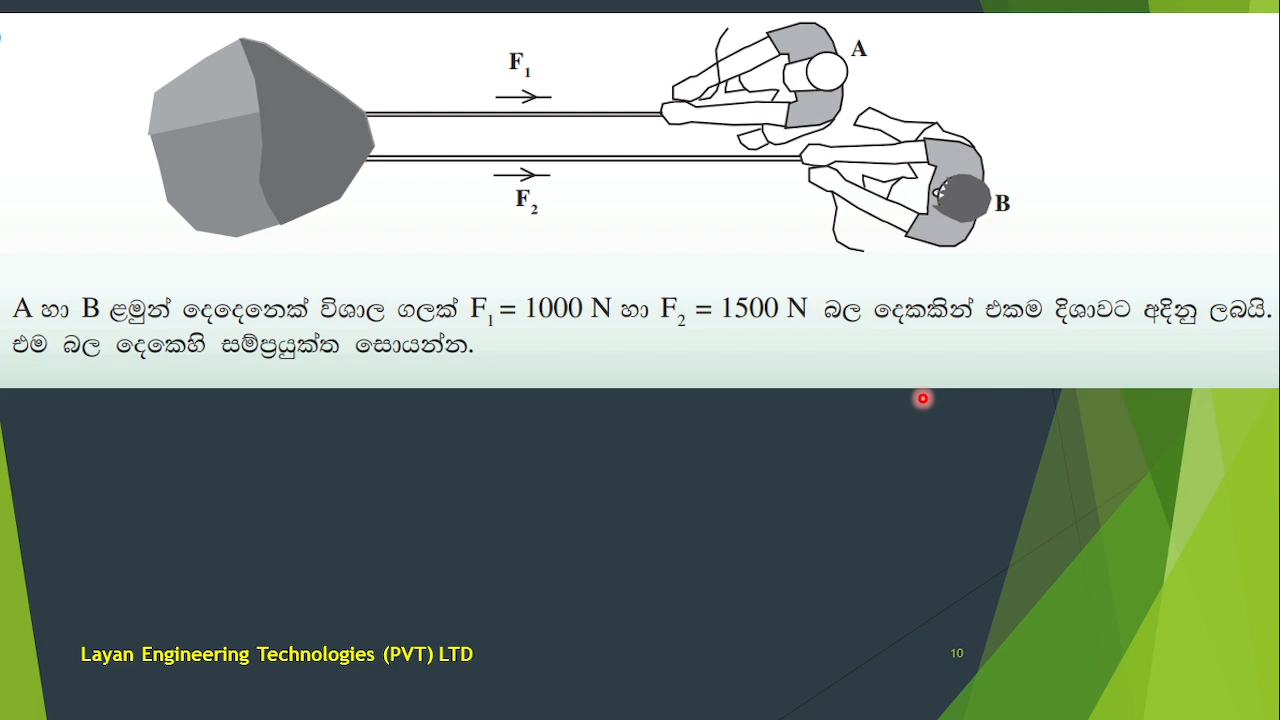 F1
A
F2
B
A හා B ළමුන් දෙදෙනෙක් විශාල ගලක් F1 = 1000 N හා F2 = 1500 N බල දෙකකින් එකම දිශාවට අදිනු ලබයි.
එම බල දෙකෙහි සම්ප්‍රයුක්ත සොයන්න.
Layan Engineering Technologies (PVT) LTD
10